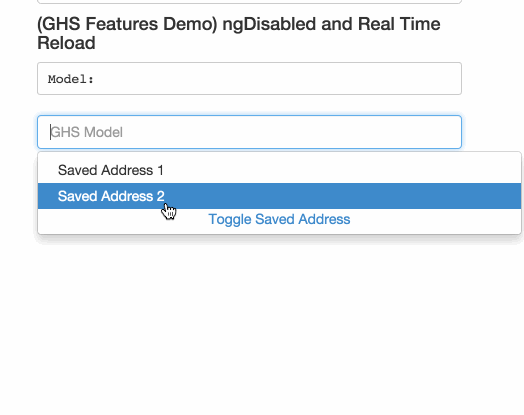 (GHS Features Demo) ngDisabled and Real Time
Reload
Model:
GHS Model
Saved Address 1
Saved Address 2
Toggle Saved Address